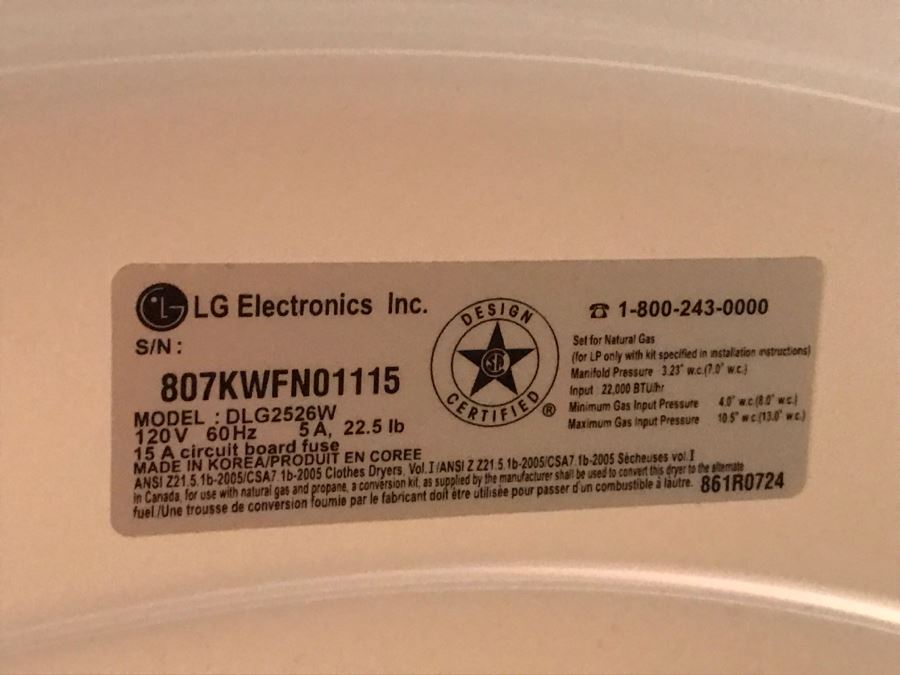 LG LG Electronics Inc.
S/N :
807KWFN01115
MODEL : DLG2526W
120V 60Hz 5A, 22.5 lb
15 A circuit board fuse
MADE IN KOREA/PRODUIT EN COREE
DESIGN
SP
CERTIFIED ®
☎ 1-800-243-0000
Set for Natural Gas
(for LP only with kit specified in installation instructions)
Manifold Pressure 3.23" w.c.(7.0" w.c.)
Input 22,000 BTU/hr
Minimum Gas Input Pressure 4.0" w.c.(8.0" w.c.)
Maximum Gas Input Pressure 10.5" w.c.(13.0" w.c.)
ANSI Z21.5.1b-2005/CSA7.1b-2005 Clothes Dryers, Vol.I/ANSI Z Z21.5.1b-2005/CSA7.1b-2005 Sécheuses vol.I
In Canada, for use with natural gas and propane, a conversion kit, as supplied by the manufacturer shall be used to convert this dryer to the alternate
fuel./Une trousse de conversion fournie par le fabricant doit être utilisée pour passer d'un combustible à lautre.
861R0724